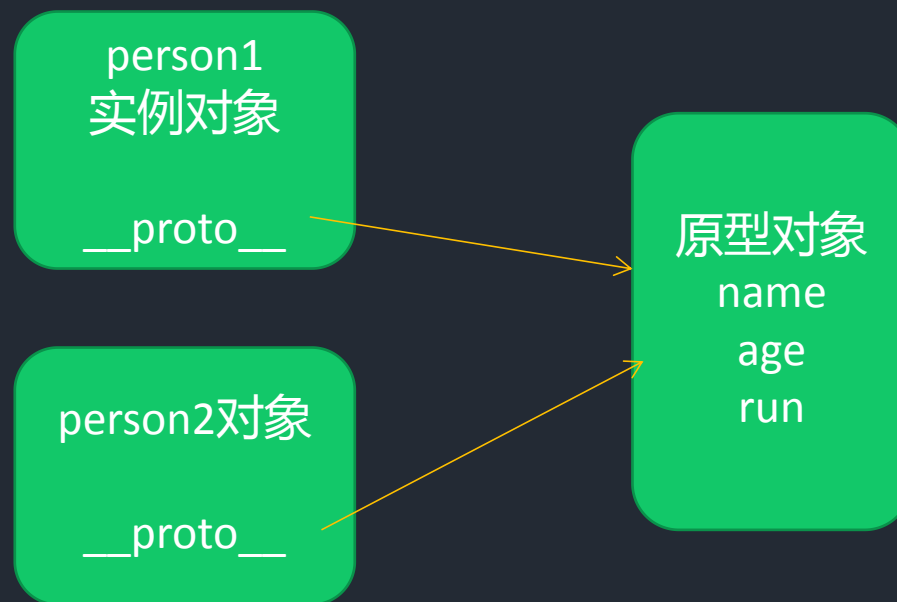 person1
实例对象
__proto__
person2对象
__proto__
原型对象
name
age
run